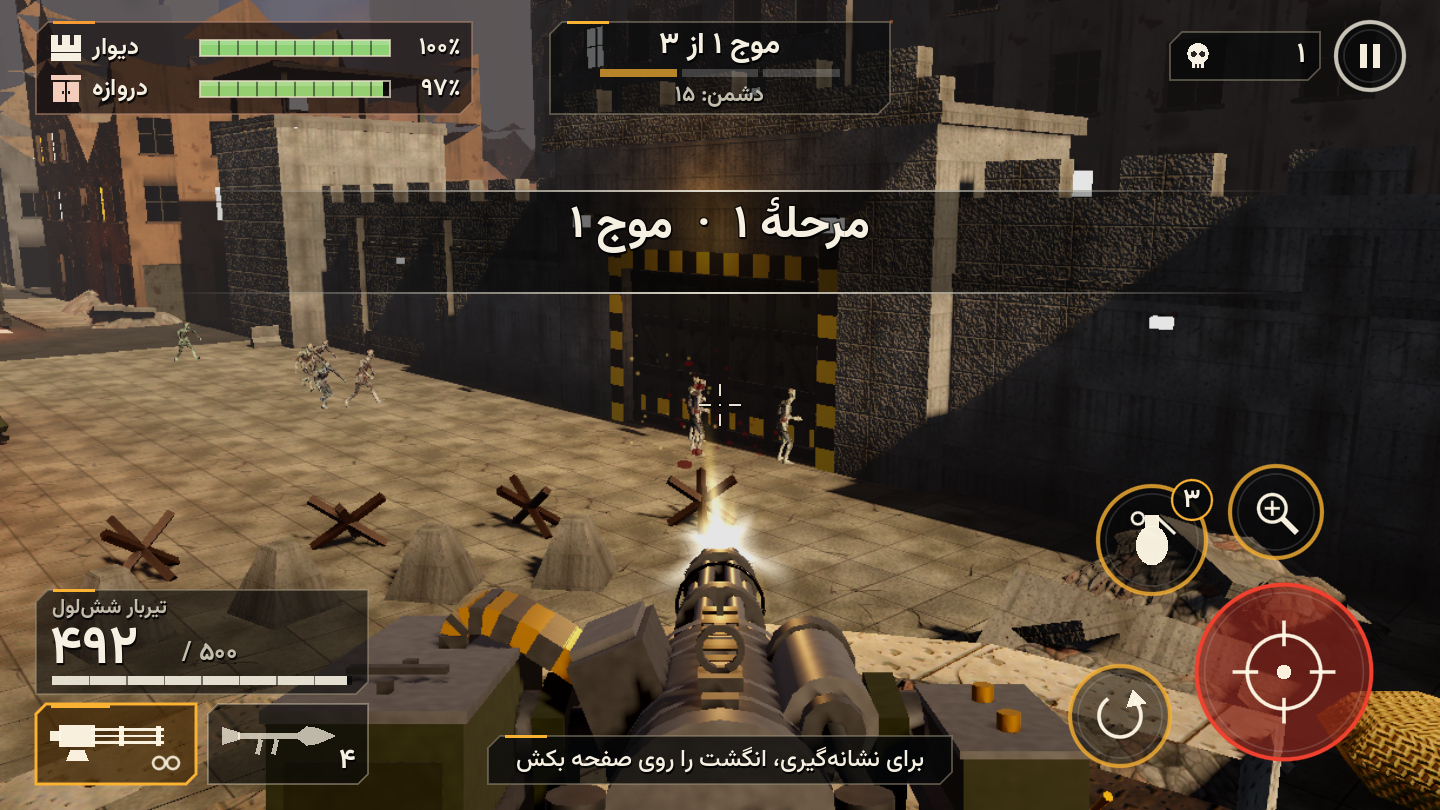 دیوار ۱۰۰٪
دروازه ۹۷٪
موج ۱ از ۳
دشمن: ۱۵
۱
مرحلهٔ ۱ · موج ۱
۳
تیربار شش‌لول
۴۹۲ / ۵۰۰
∞
۴
برای نشانه‌گیری، انگشت را روی صفحه بکش